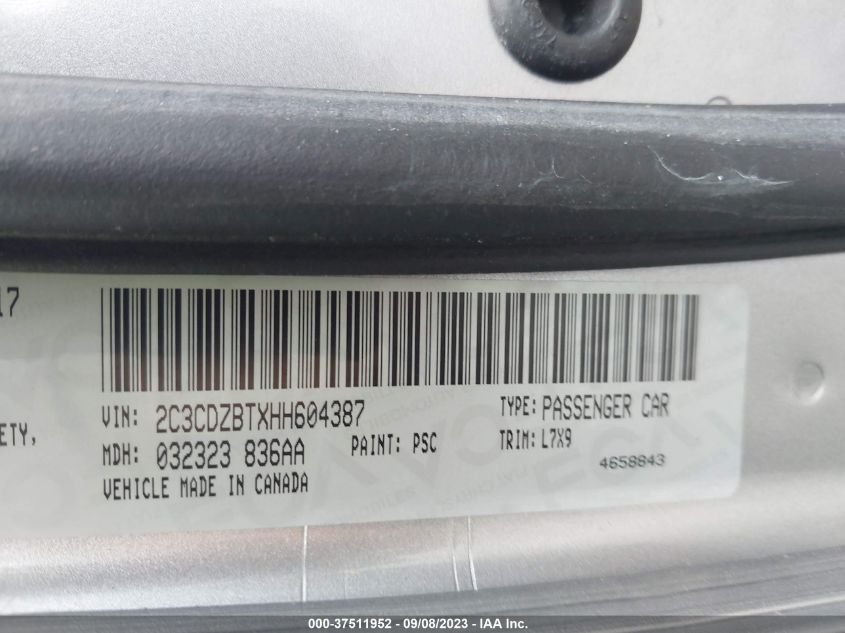 17
ETY,
VIN: 2C3CDZBTXHH604387
TYPE: PASSENGER CAR
MDH: 032323 836AA
PAINT: PSC
TRIM: L7X9
VEHICLE MADE IN CANADA
4658843
000-37511952 - 09/08/2023 - IAA Inc.